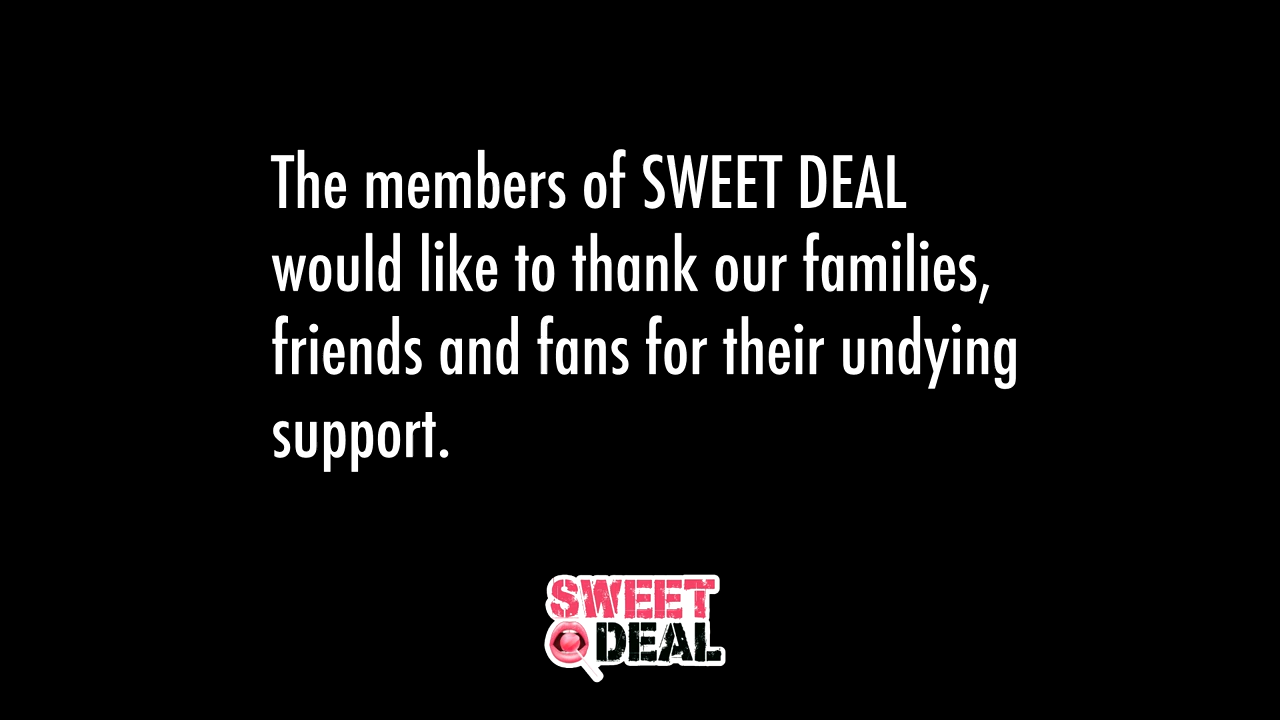 The members of SWEET DEAL
would like to thank our families,
friends and fans for their undying
support.
SWEET
DEAL